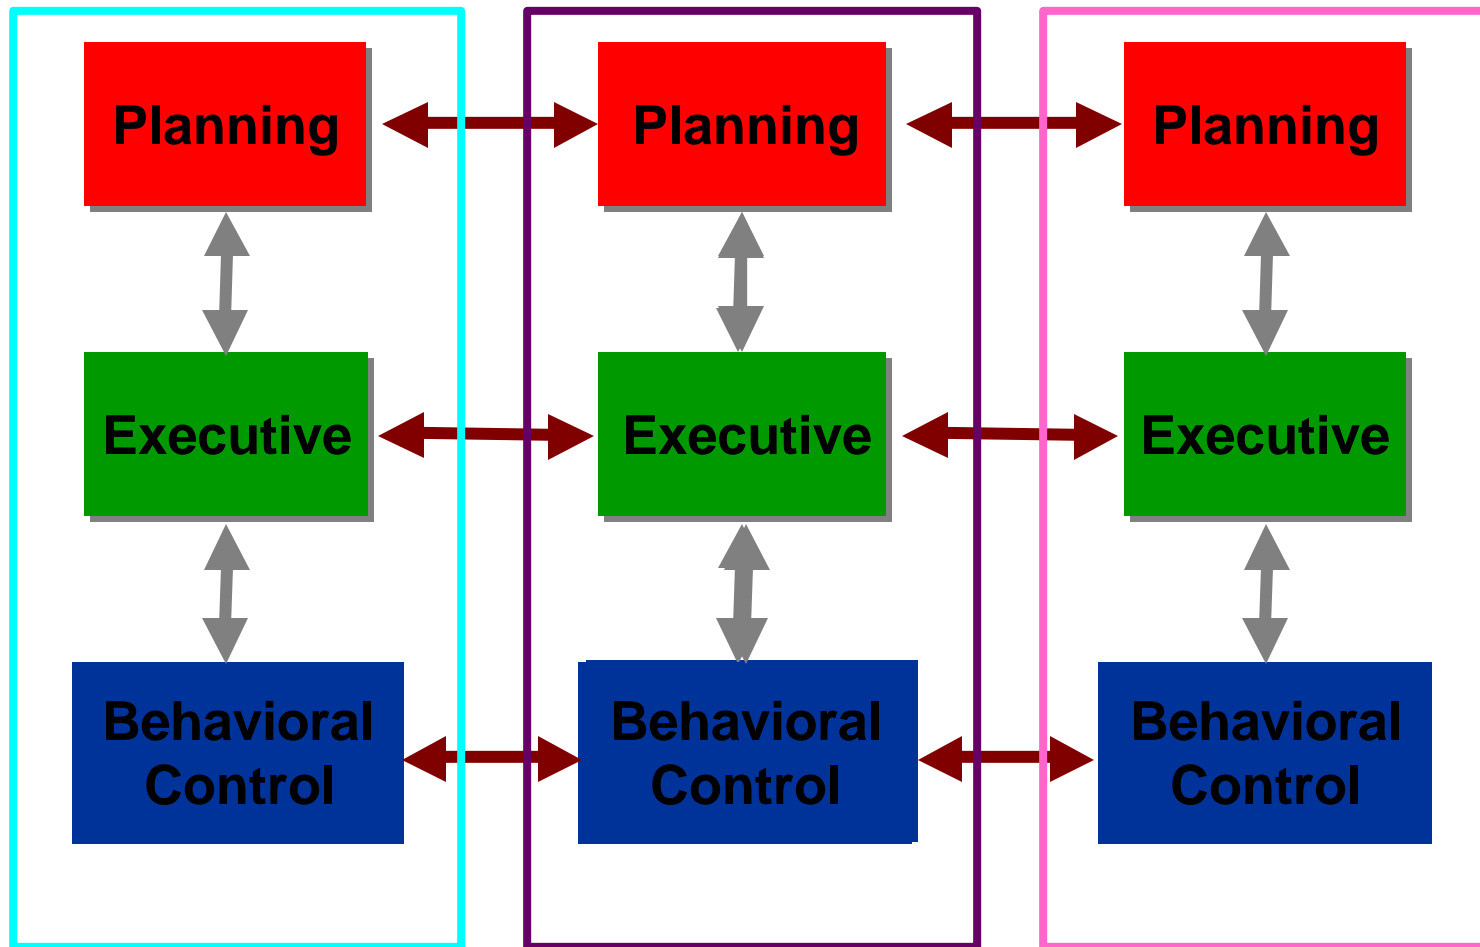 Planning
Planning
Planning
Executive
Executive
Executive
Behavioral
Control
Behavioral
Control
Behavioral
Control